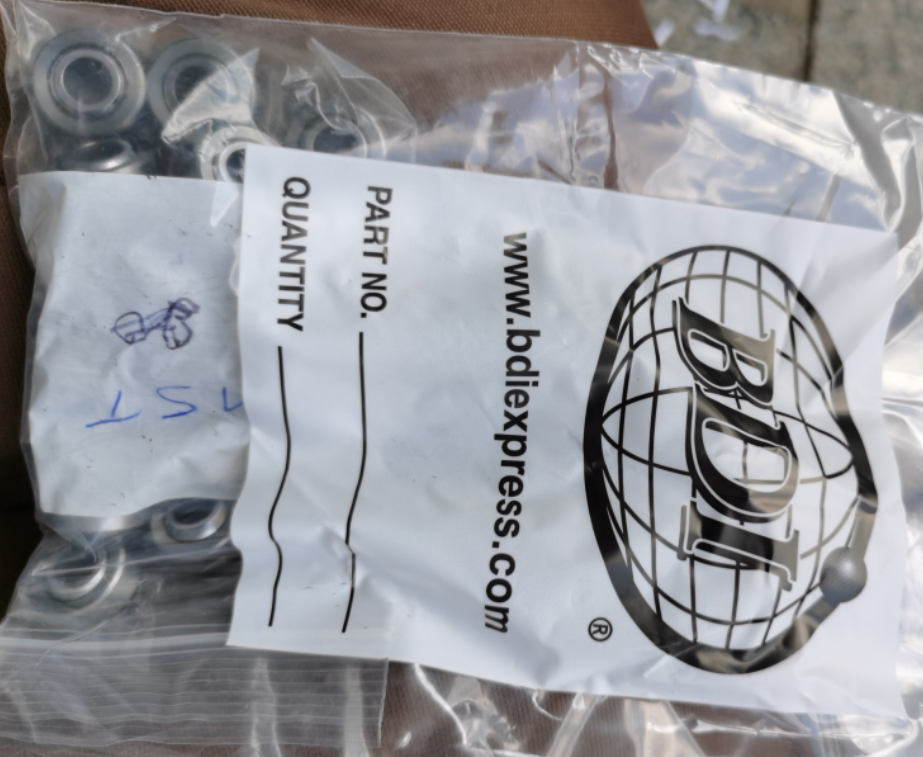 BDI
®
www.bdiexpress.com
PART NO.
QUANTITY